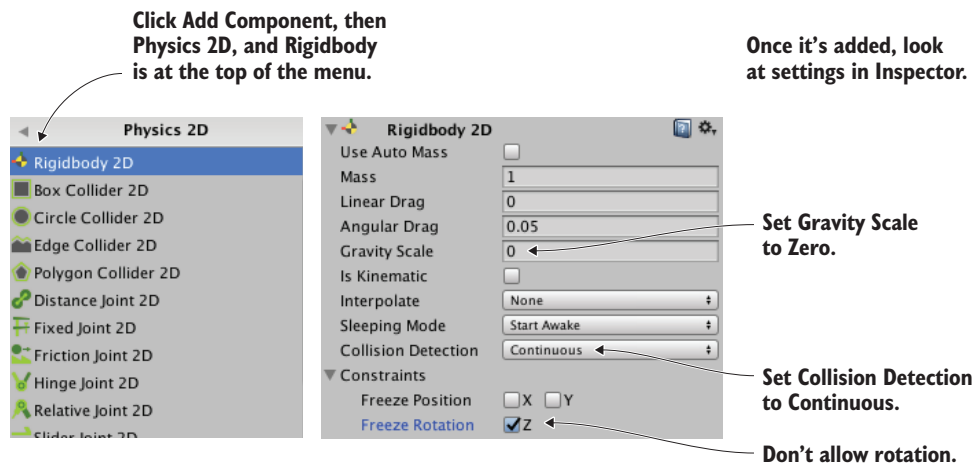 Click Add Component, then
Physics 2D, and Rigidbody
is at the top of the menu.
Once it's added, look
at settings in Inspector.
Physics 2D
Rigidbody 2D
Box Collider 2D
Circle Collider 2D
Edge Collider 2D
Polygon Collider 2D
Distance Joint 2D
Fixed Joint 2D
Friction Joint 2D
Hinge Joint 2D
Relative Joint 2D
Slider Joint 2D
Rigidbody 2D
Use Auto Mass
Mass 1
Linear Drag 0
Angular Drag 0.05
Gravity Scale 0
Is Kinematic
Interpolate None
Sleeping Mode Start Awake
Collision Detection Continuous
Constraints
Freeze Position X Y
Freeze Rotation Z
Set Gravity Scale
to Zero.
Set Collision Detection
to Continuous.
Don't allow rotation.